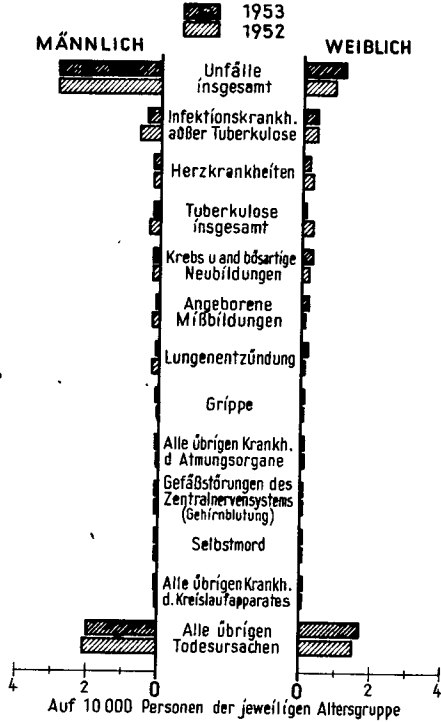 1953
1952
MÄNNLICH
WEIBLICH
Unfälle
insgesamt
Infektionskrankh.
außer Tuberkulose
Herzkrankheiten
Tuberkulose
insgesamt
Krebs u and bösartige
Neubildungen
Angeborene
Mißbildungen
Lungenentzündung
Grippe
Alle übrigen Krankh.
d Atmungsorgane
Gefäßstörungen des
Zentralnervensystems
(Gehirnblutung)
Selbstmord
Alle übrigen Krankh.
d. Kreislaufapparates
Alle übrigen
Todesursachen
4 2 0 0 2 4
Auf 10 000 Personen der jeweiligen Altersgruppe